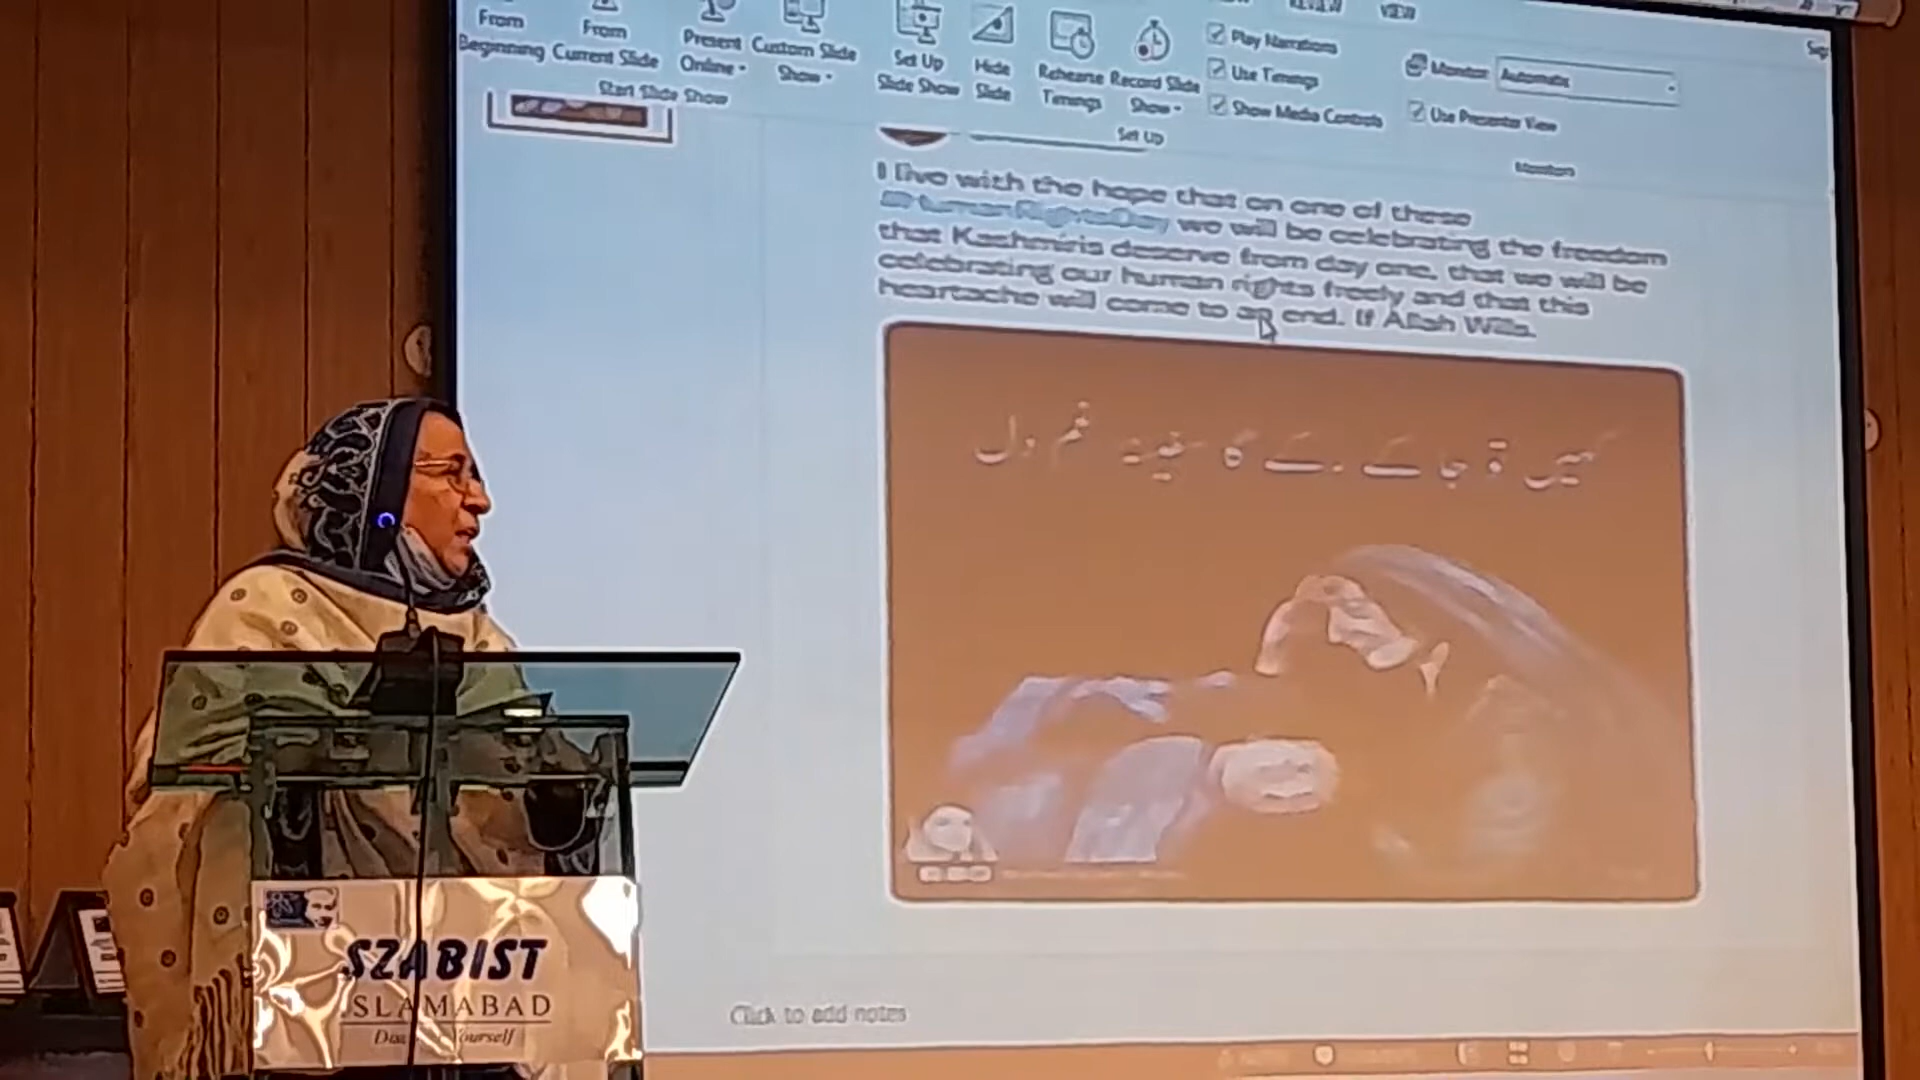 REVIEW VIEW
From Beginning
From Current Slide
Present Online
Custom Slide Show
Set Up Slide Show
Hide Slide
Rehearse Timings
Record Slide Show
Play Narrations
Use Timings
Show Media Controls
Monitor: Automatic
Use Presenter View
Start Slide Show
Set Up
Monitors
I live with the hope that on one of these
#HumanRightsDay we will be celebrating the freedom
that Kashmiris deserve from day one, that we will be
celebrating our human rights freely and that this
heartache will come to an end. If Allah Wills.
کہیں تو جا کے رکے گا سفینہ غم دل
Click to add notes
SZABIST
ISLAMABAD